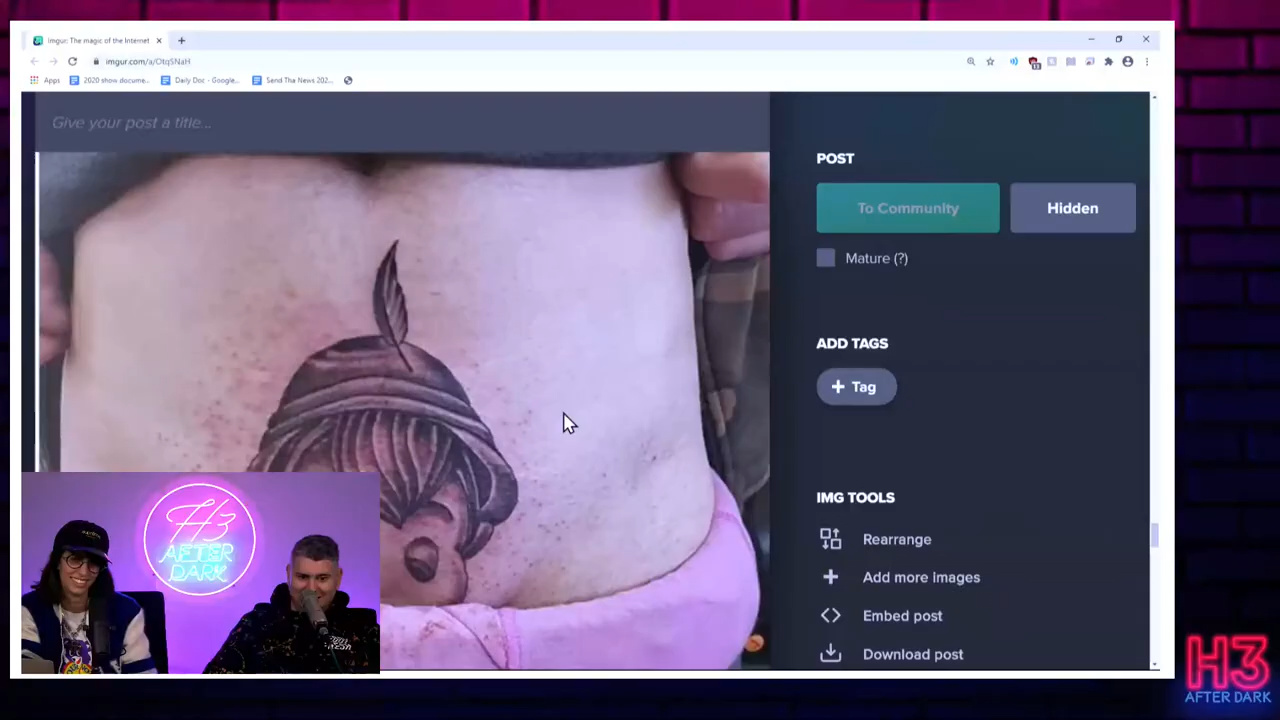 Imgur: The magic of the Internet
imgur.com/a/OtqSNaH
Apps
2020 show docume...
Daily Doc - Google...
Send Tha News 202...
Give your post a title...
POST
To Community
Hidden
Mature (?)
ADD TAGS
+ Tag
IMG TOOLS
Rearrange
Add more images
Embed post
Download post
H3
AFTER
DARK
H3
AFTER DARK